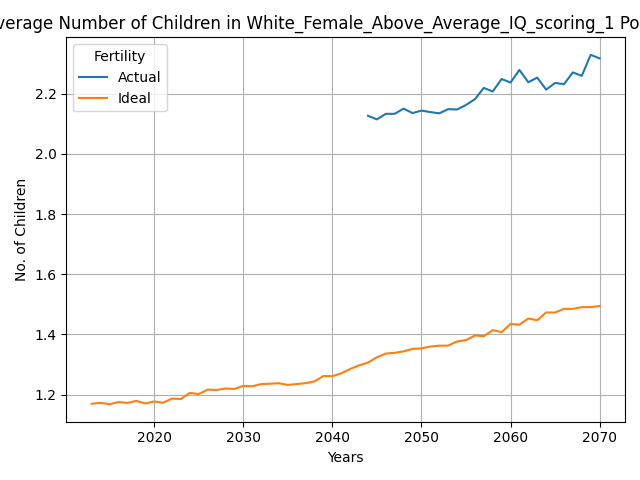 verage Number of Children in White_Female_Above_Average_IQ_scoring_1 Po
Fertility
Actual
Ideal
2.2
2.0
1.8
1.6
1.4
1.2
No. of Children
2020 2030 2040 2050 2060 2070
Years